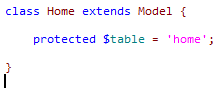 class Home extends Model {
protected $table = 'home';
}